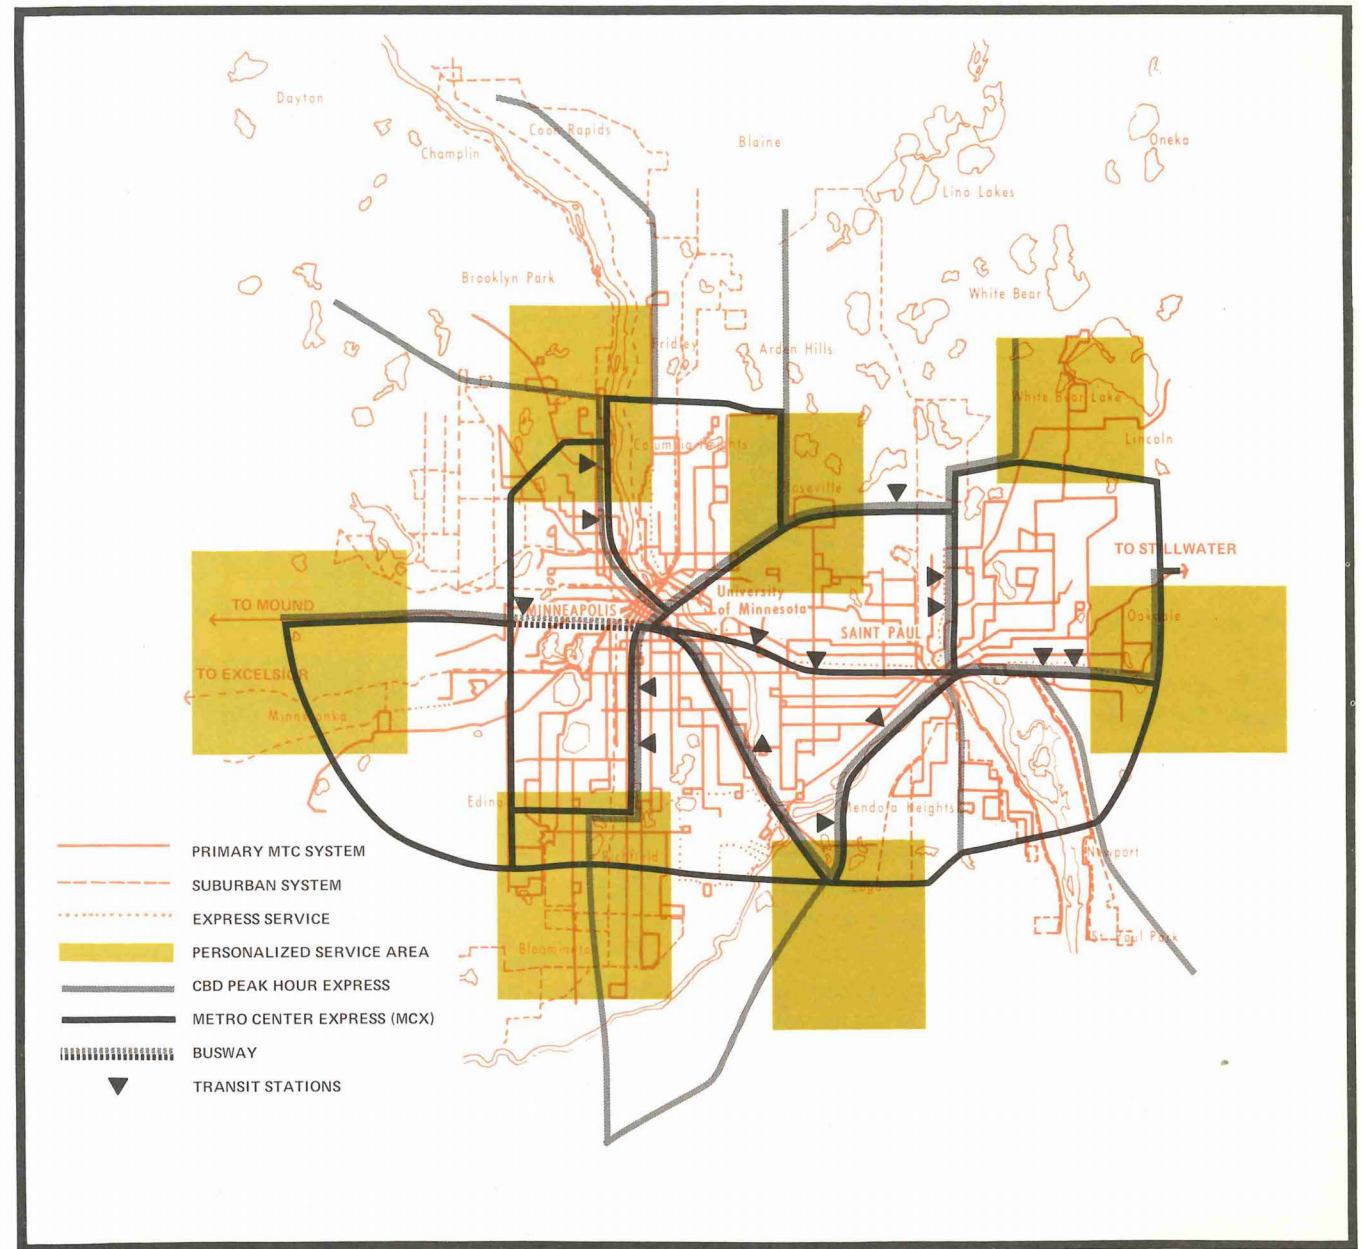 Dayton
Coon Rapids
Champlin
Blaine
Oneka
Lino Lakes
Brooklyn Park
White Bear
Fridley
Arden Hills
White Bear Lake
Columbia Heights
Lincoln
Roseville
TO STILLWATER
TO MOUND
MINNEAPOLIS
University
of Minnesota
Oakdale
SAINT PAUL
TO EXCELSIOR
Minnetonka
Edina
Mendota Heights
Richfield
Newport
Eagan
St. Paul Park
Bloomington
PRIMARY MTC SYSTEM
SUBURBAN SYSTEM
EXPRESS SERVICE
PERSONALIZED SERVICE AREA
CBD PEAK HOUR EXPRESS
METRO CENTER EXPRESS (MCX)
BUSWAY
TRANSIT STATIONS